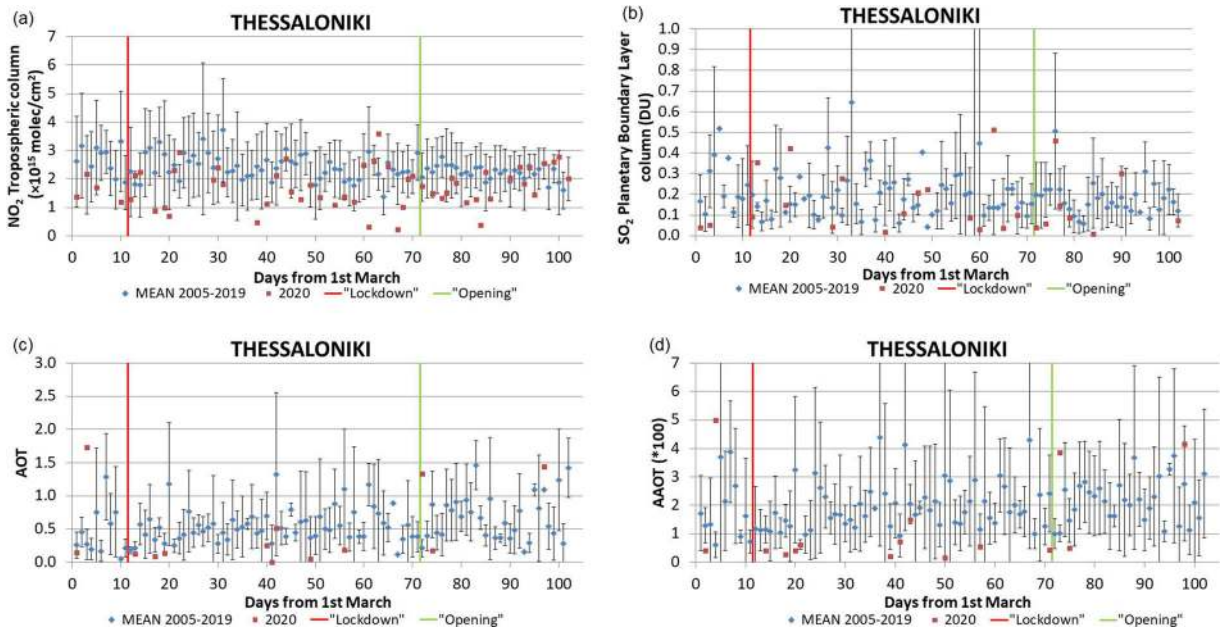 (a)
THESSALONIKI
NO2 Tropospheric column
(×10¹⁵ molec/cm²)
7
6
5
4
3
2
1
0
0 10 20 30 40 50 60 70 80 90 100
Days from 1st March
MEAN 2005-2019 2020 "Lockdown" "Opening"
(b)
THESSALONIKI
SO₂ Planetary Boundary Layer
column (DU)
1.0
0.9
0.8
0.7
0.6
0.5
0.4
0.3
0.2
0.1
0.0
0 10 20 30 40 50 60 70 80 90 100
Days from 1st March
MEAN 2005-2019 2020 "Lockdown" "Opening"
(c)
THESSALONIKI
AOT
3.0
2.5
2.0
1.5
1.0
0.5
0.0
0 10 20 30 40 50 60 70 80 90 100
Days from 1st March
MEAN 2005-2019 2020 "Lockdown" "Opening"
(d)
THESSALONIKI
AAOT (*100)
7
6
5
4
3
2
1
0
0 10 20 30 40 50 60 70 80 90 100
Days from 1st March
MEAN 2005-2019 2020 "Lockdown" "Opening"